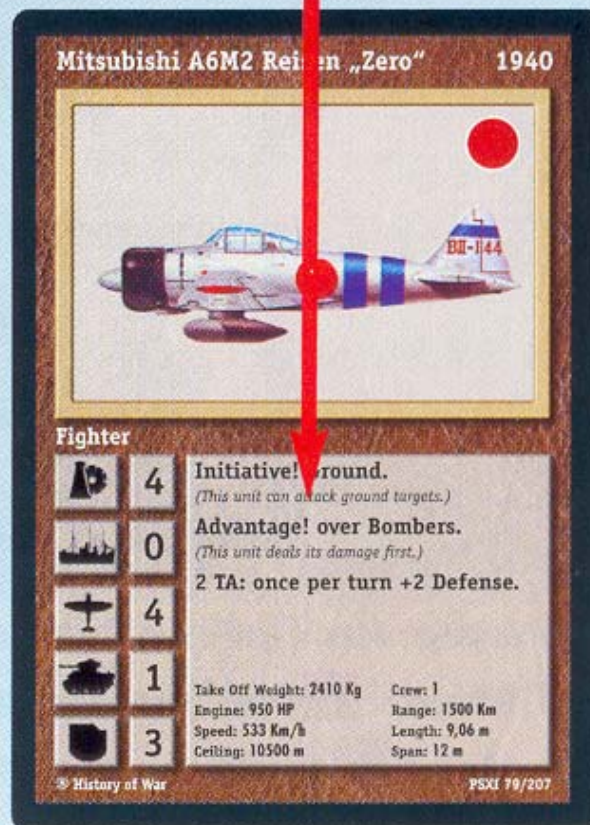 Mitsubishi A6M2 Reisen „Zero“ 1940
BII-144
Fighter
4
0
4
1
3
Initiative! Ground.
(This unit can attack ground targets.)
Advantage! over Bombers.
(This unit deals its damage first.)
2 TA: once per turn +2 Defense.
Take Off Weight: 2410 Kg Crew: 1
Engine: 950 HP Range: 1500 Km
Speed: 533 Km/h Length: 9,06 m
Ceiling: 10500 m Span: 12 m
® History of War PSXI 79/207